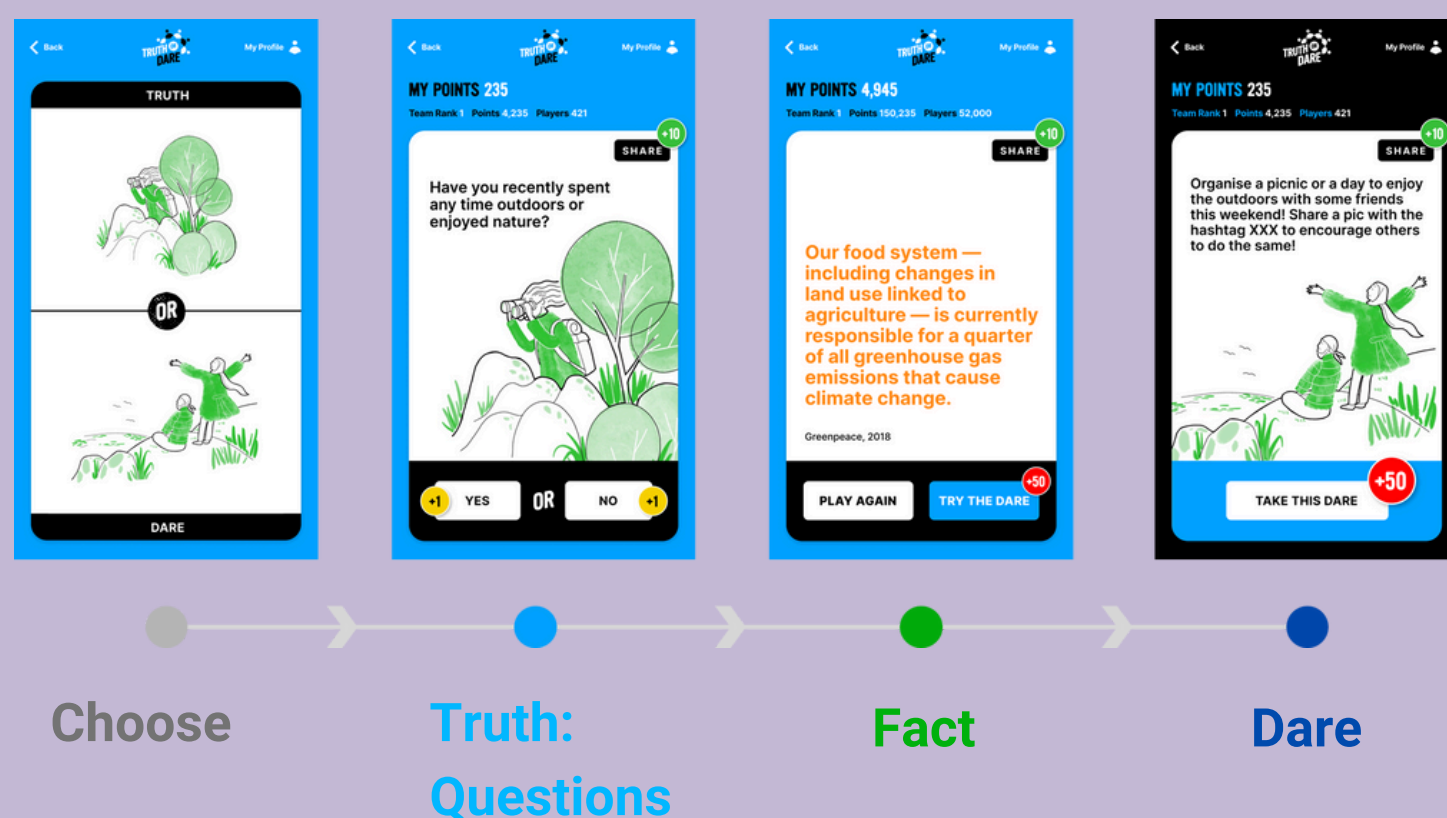 Back
TRUTH OR DARE
My Profile
TRUTH
OR
DARE
Back
TRUTH OR DARE
My Profile
MY POINTS 235
Team Rank 1 Points 4,235 Players 421
+10
SHARE
Have you recently spent
any time outdoors or
enjoyed nature?
+1 YES OR NO +1
Back
TRUTH OR DARE
My Profile
MY POINTS 4,945
Team Rank 1 Points 150,235 Players 52,000
+10
SHARE
Our food system —
including changes in
land use linked to
agriculture — is currently
responsible for a quarter
of all greenhouse gas
emissions that cause
climate change.
Greenpeace, 2018
+50
PLAY AGAIN TRY THE DARE
Back
TRUTH OR DARE
My Profile
MY POINTS 235
Team Rank 1 Points 4,235 Players 421
+10
SHARE
Organise a picnic or a day to enjoy
the outdoors with some friends
this weekend! Share a pic with the
hashtag XXX to encourage others
to do the same!
+50
TAKE THIS DARE
Choose
Truth:
Questions
Fact
Dare